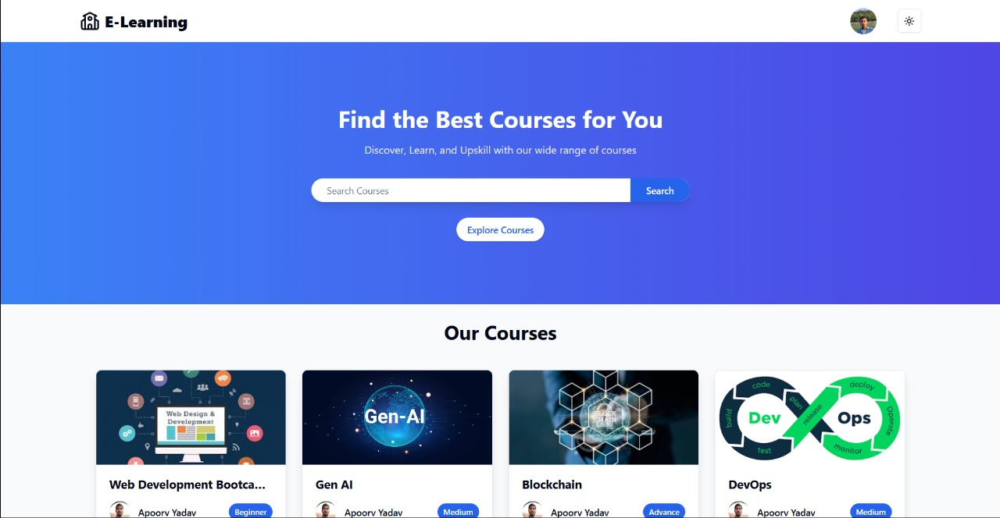 E-Learning
Find the Best Courses for You
Discover, Learn, and Upskill with our wide range of courses
Search Courses
Search
Explore Courses
Our Courses
Web Design &
Development
Gen-AI
BLOCK
CHAIN
code
build
test
plan
release
deploy
Operate
monitor
Dev
Ops
Web Development Bootca...
Gen AI
Blockchain
DevOps
Apoorv Yadav
Beginner
Apoorv Yadav
Medium
Apoorv Yadav
Advance
Apoorv Yadav
Medium